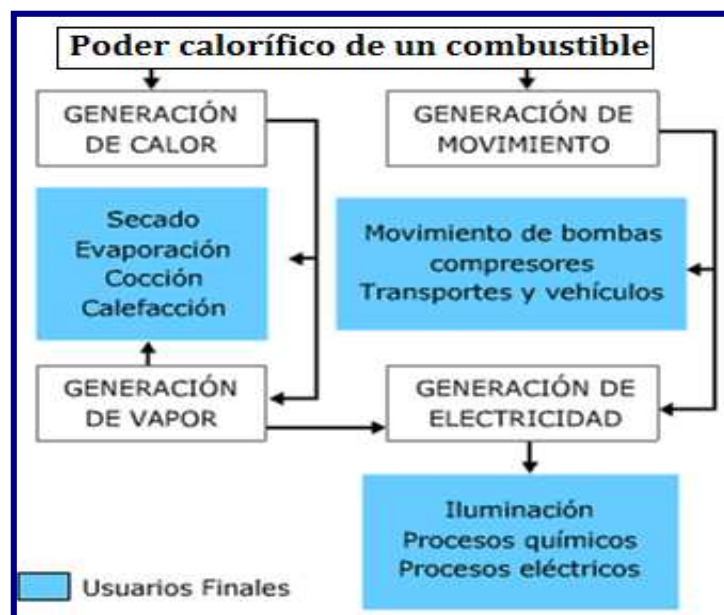 Poder calorífico de un combustible
GENERACIÓN
DE CALOR
GENERACIÓN DE
MOVIMIENTO
Secado
Evaporación
Cocción
Calefacción
Movimiento de bombas
compresores
Transportes y vehículos
GENERACIÓN
DE VAPOR
GENERACIÓN DE
ELECTRICIDAD
Iluminación
Procesos químicos
Procesos eléctricos
Usuarios Finales